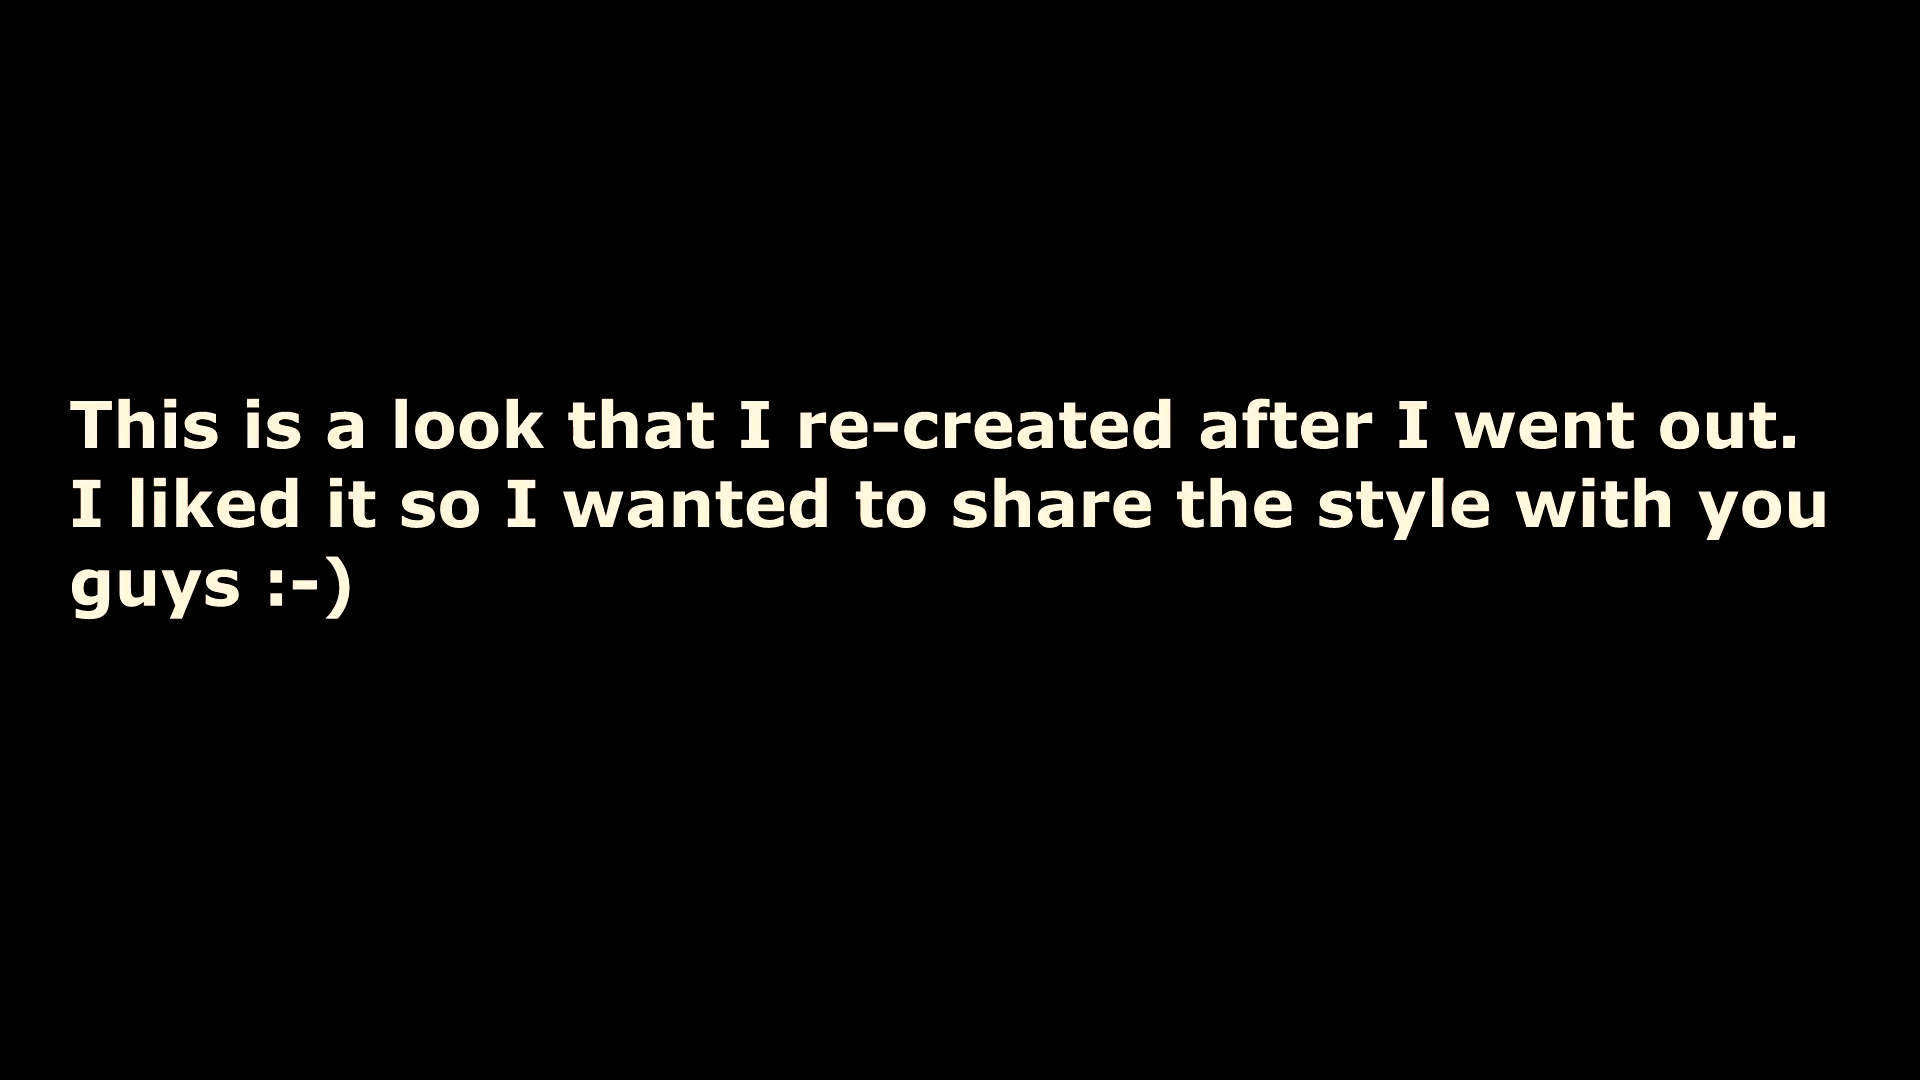 This is a look that I re-created after I went out.
I liked it so I wanted to share the style with you
guys :-)